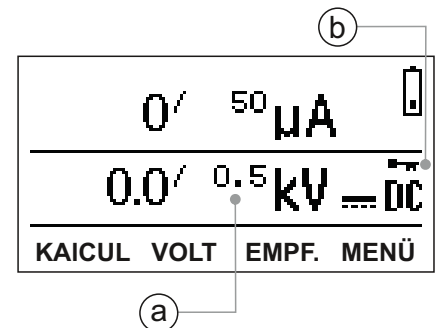 b
0/ 50 µA
0.0/ 0.5 kV DC
KAICUL VOLT EMPF. MENÜ
a